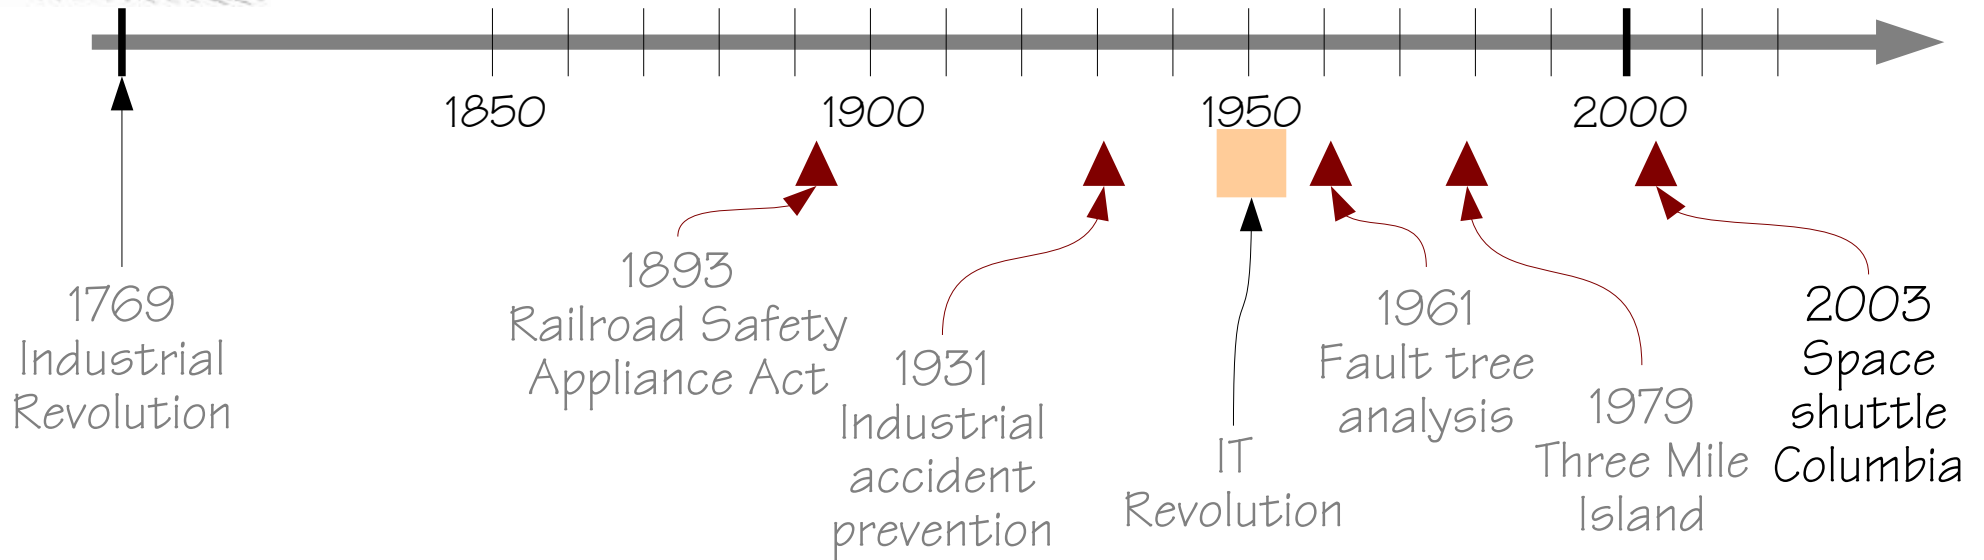 1850
1900
1950
2000
1769
Industrial
Revolution
1893
Railroad Safety
Appliance Act
1931
Industrial
accident
prevention
IT
Revolution
1961
Fault tree
analysis
1979
Three Mile
Island
2003
Space
shuttle
Columbia